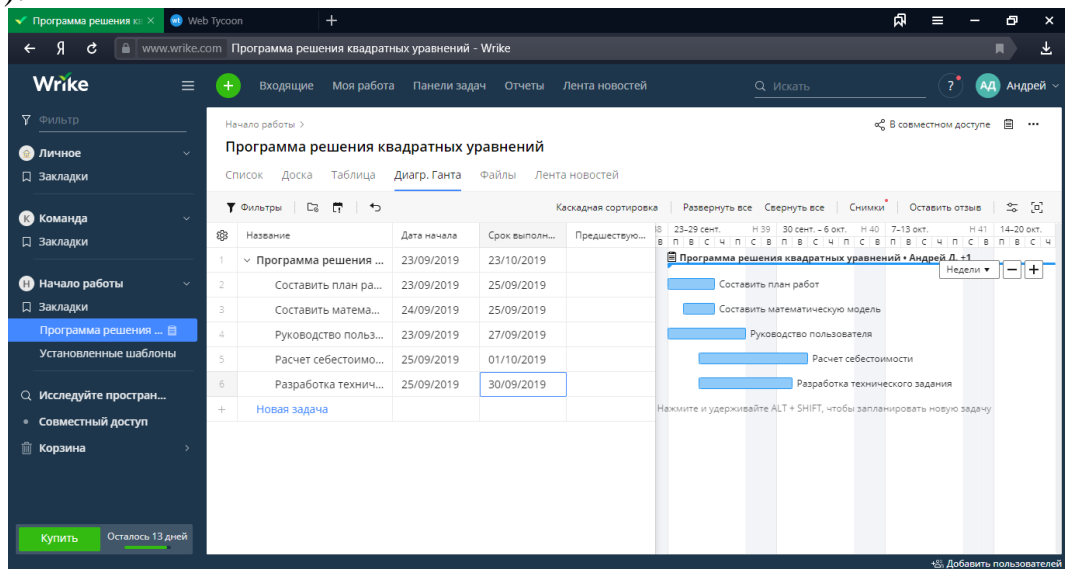 );
Программа решения кв
Web Tycoon
www.wrike.com Программа решения квадратных уравнений - Wrike
Wrike
Входящие Моя работа Панели задач Отчеты Лента новостей
Искать
?
АД Андрей
Фильтр
Личное
Закладки
К Команда
Закладки
Н Начало работы
Закладки
Программа решения ...
Установленные шаблоны
Исследуйте простран...
Совместный доступ
Корзина
Купить Осталось 13 дней
Начало работы >
В совместном доступе
Программа решения квадратных уравнений
Список Доска Таблица Диагр. Ганта Файлы Лента новостей
Фильтры
Каскадная сортировка Развернуть все Свернуть все Снимки Оставить отзыв
Название Дата начала Срок выполн... Предшествую...
1 Программа решения ... 23/09/2019 23/10/2019
2 Составить план ра... 23/09/2019 25/09/2019
3 Составить матема... 24/09/2019 25/09/2019
4 Руководство польз... 23/09/2019 27/09/2019
5 Расчет себестоимо... 25/09/2019 01/10/2019
6 Разработка технич... 25/09/2019 30/09/2019
+ Новая задача
23-29 сент. Н 39 30 сент. - 6 окт. Н 40 7-13 окт. Н 41 14-20 окт.
В П В С Ч П С В П В С Ч П С В П В С Ч П С В П В С Ч
Программа решения квадратных уравнений • Андрей Д. +1
Недели
Составить план работ
Составить математическую модель
Руководство пользователя
Расчет себестоимости
Разработка технического задания
Нажмите и удерживайте ALT + SHIFT, чтобы запланировать новую задачу
Добавить пользователей